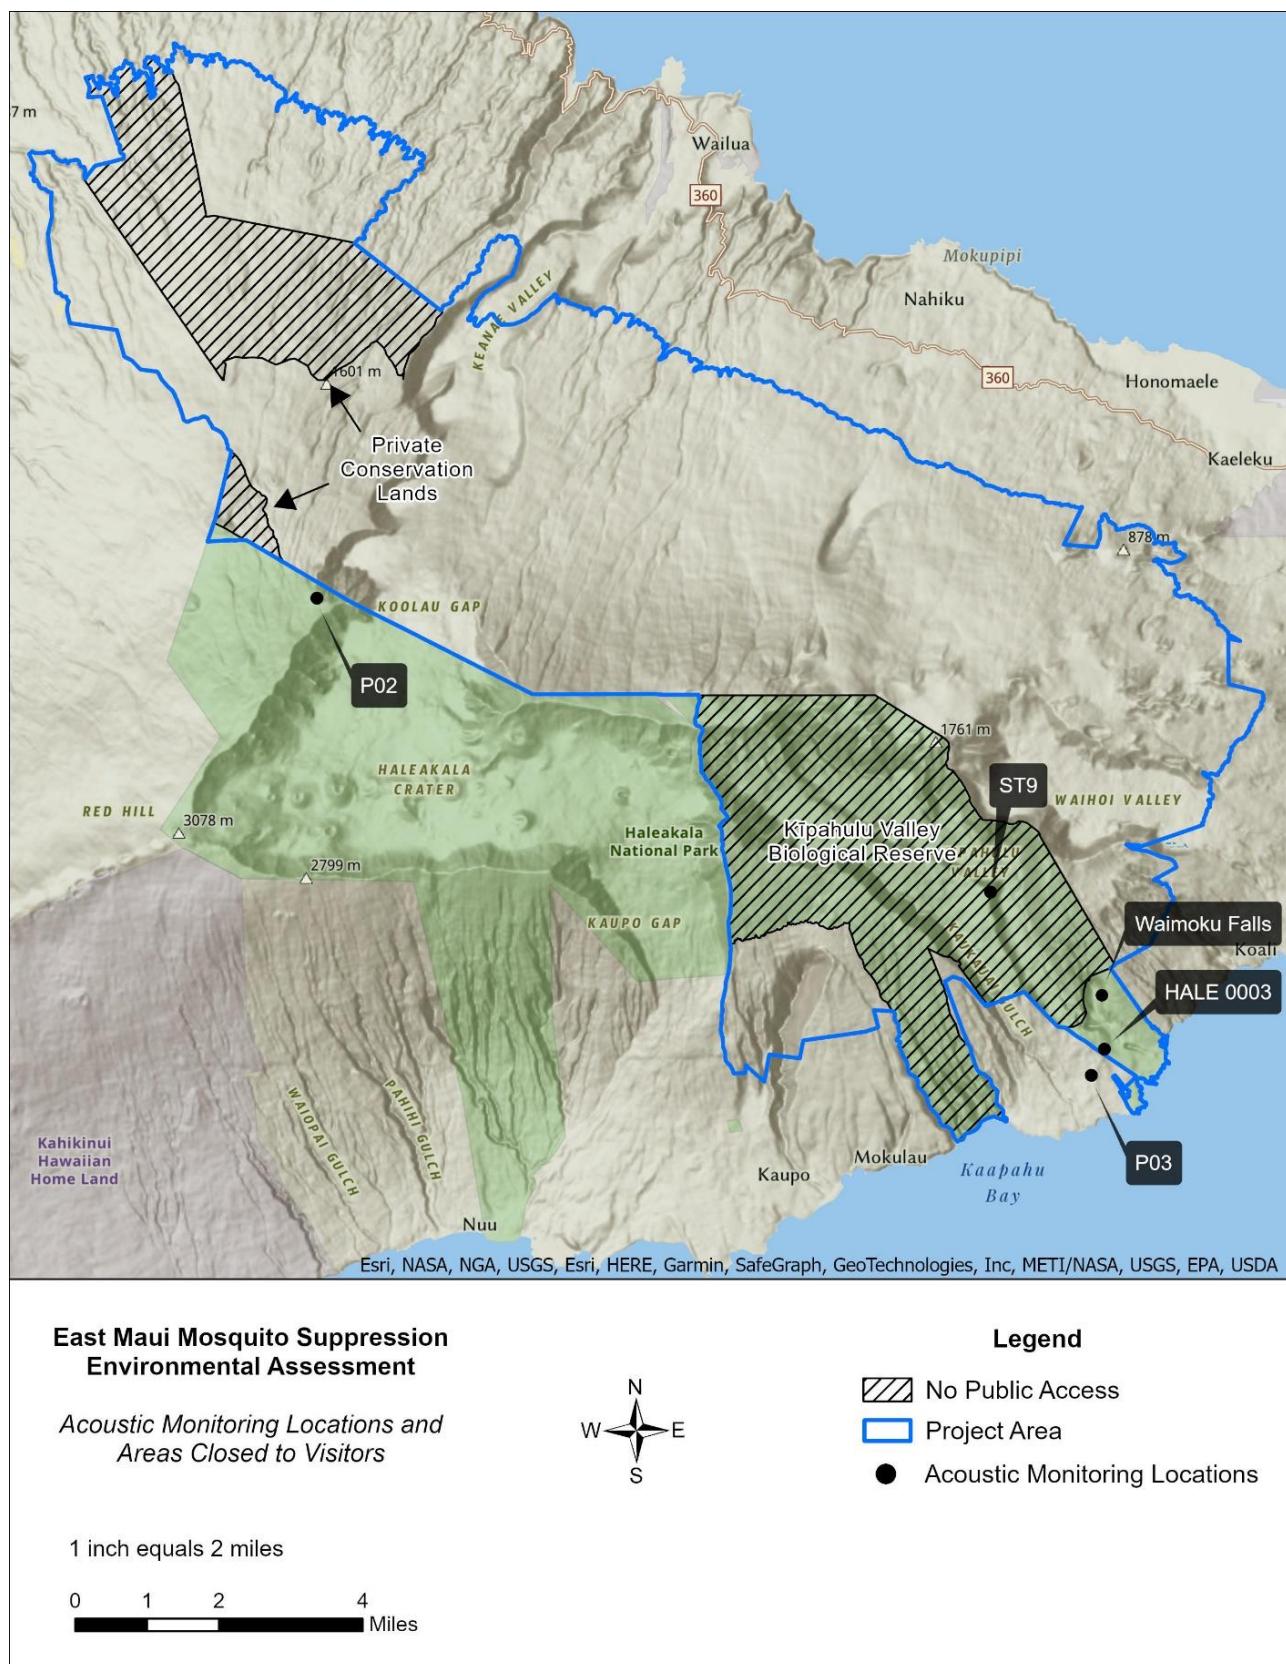 7 m
Wailua
360
Mokupipi
Nahiku
KEANAE VALLEY
1601 m
360
Honomaele
Private
Conservation
Lands
Kaeleku
878 m
KOOLAU GAP
P02
1761 m
HALEAKALA
CRATER
ST9
WAIHOI VALLEY
RED HILL
3078 m
Haleakala
National Park
Kīpahulu Valley
Biological Reserve
VALLEY
2799 m
KAUPO GAP
Waimoku Falls
Koali
KAUKAUAI GULCH
HALE 0003
WAIOPAI GULCH
PAHIHI GULCH
Kahikinui
Hawaiian
Home Land
Mokulau
Kaupo
Kaapahu
Bay
P03
Nuu
Esri, NASA, NGA, USGS, Esri, HERE, Garmin, SafeGraph, GeoTechnologies, Inc, METI/NASA, USGS, EPA, USDA
East Maui Mosquito Suppression
Environmental Assessment
Acoustic Monitoring Locations and
Areas Closed to Visitors
1 inch equals 2 miles
0 1 2 4
Miles
N
W E
S
Legend
No Public Access
Project Area
Acoustic Monitoring Locations